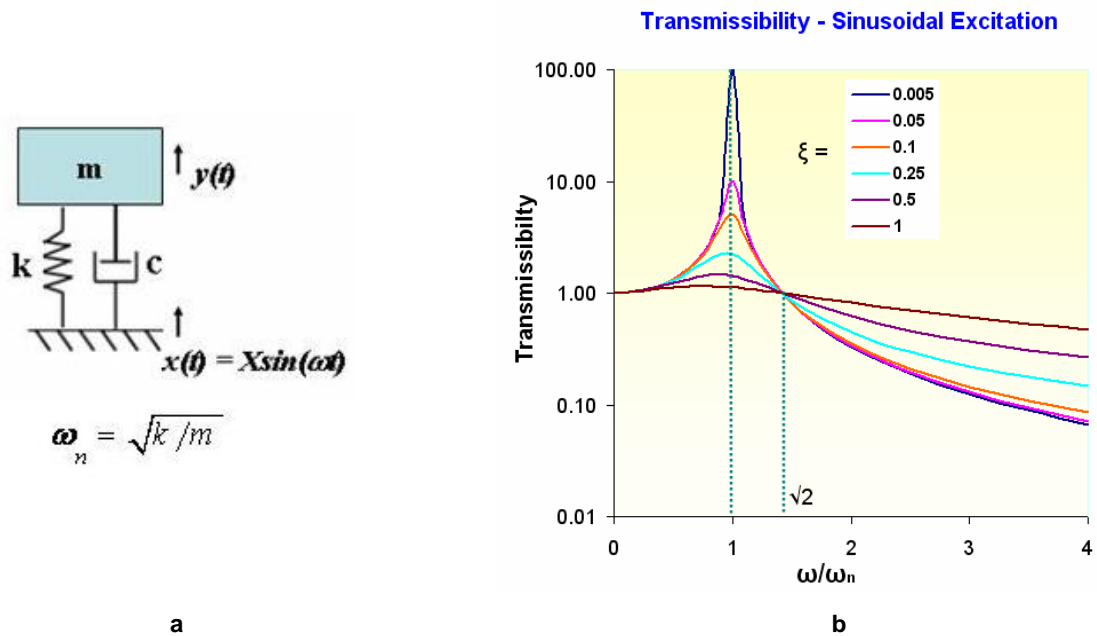 m
y(t)
k
c
x(t) = Xsin(ωt)
ω_n = √k/m
a
Transmissibility - Sinusoidal Excitation
Transmissibilty
100.00
10.00
1.00
0.10
0.01
ξ =
0.005
0.05
0.1
0.25
0.5
1
√2
0
1
2
3
4
ω/ωn
b